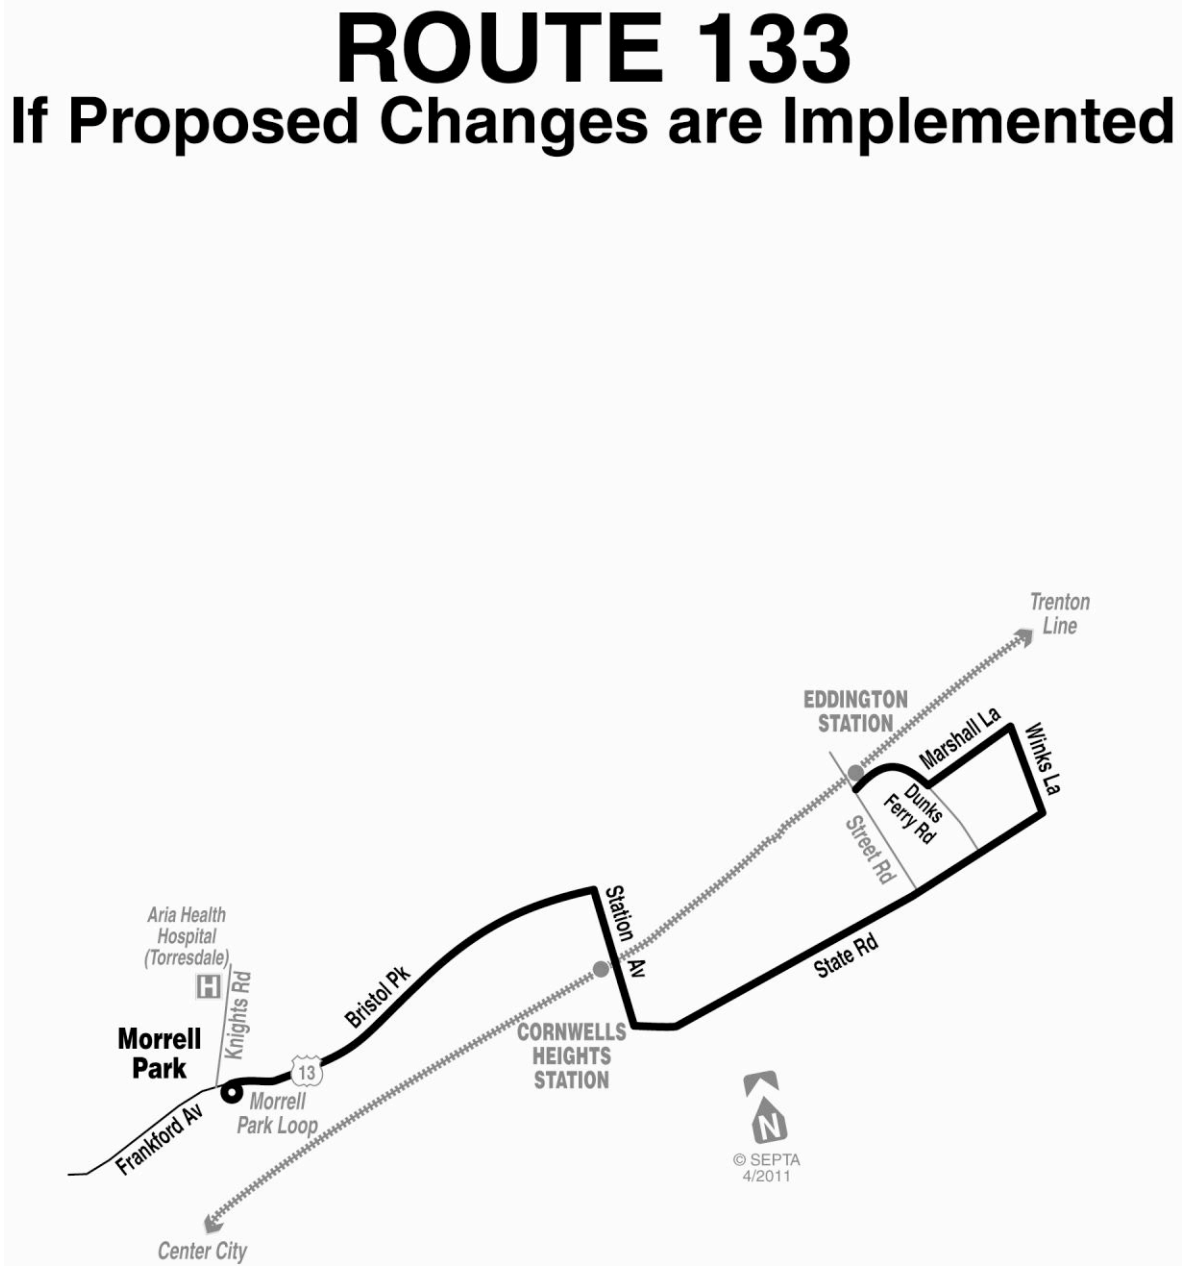 ROUTE 133
If Proposed Changes are Implemented
Trenton
Line
EDDINGTON
STATION
Marshall La
Winks La
Dunks
Ferry Rd
Street Rd
Station Av
State Rd
Aria Health
Hospital
(Torresdale)
H
Knights Rd
Bristol Pk
Morrell
Park
13
CORNWELLS
HEIGHTS
STATION
Morrell
Park Loop
Frankford Av
N
© SEPTA
4/2011
Center City